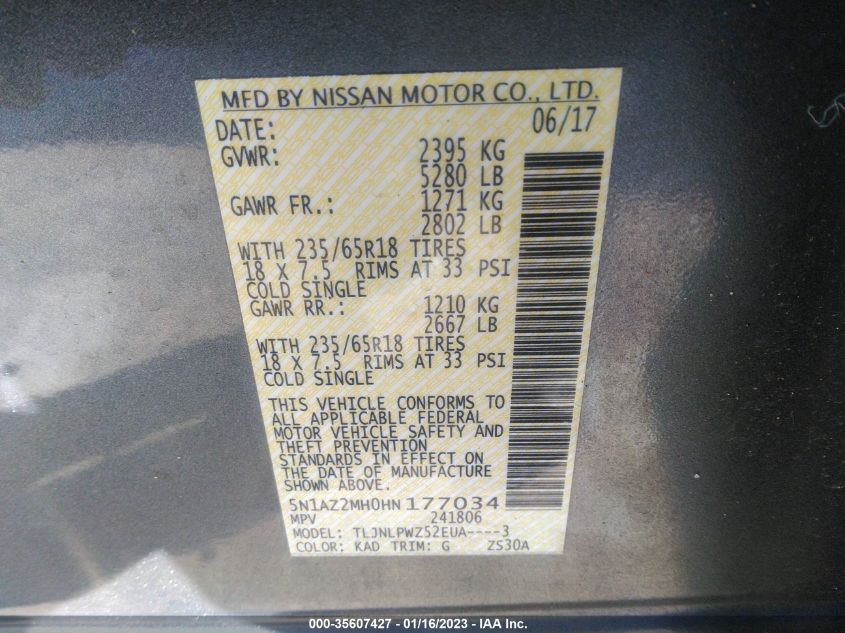 MFD BY NISSAN MOTOR CO., LTD.
DATE: 06/17
GVWR: 2395 KG
5280 LB
GAWR FR.: 1271 KG
2802 LB
WITH 235/65R18 TIRES
18 X 7.5 RIMS AT 33 PSI
COLD SINGLE
GAWR RR.: 1210 KG
2667 LB
WITH 235/65R18 TIRES
18 X 7.5 RIMS AT 33 PSI
COLD SINGLE
THIS VEHICLE CONFORMS TO
ALL APPLICABLE FEDERAL
MOTOR VEHICLE SAFETY AND
THEFT PREVENTION
STANDARDS IN EFFECT ON
THE DATE OF MANUFACTURE
SHOWN ABOVE.
5N1AZ2MH0HN 177034
MPV 241806
MODEL: TLJNLPWZ52EUA----3
COLOR: KAD TRIM: G ZS30A
000-35607427 - 01/16/2023 - IAA Inc.